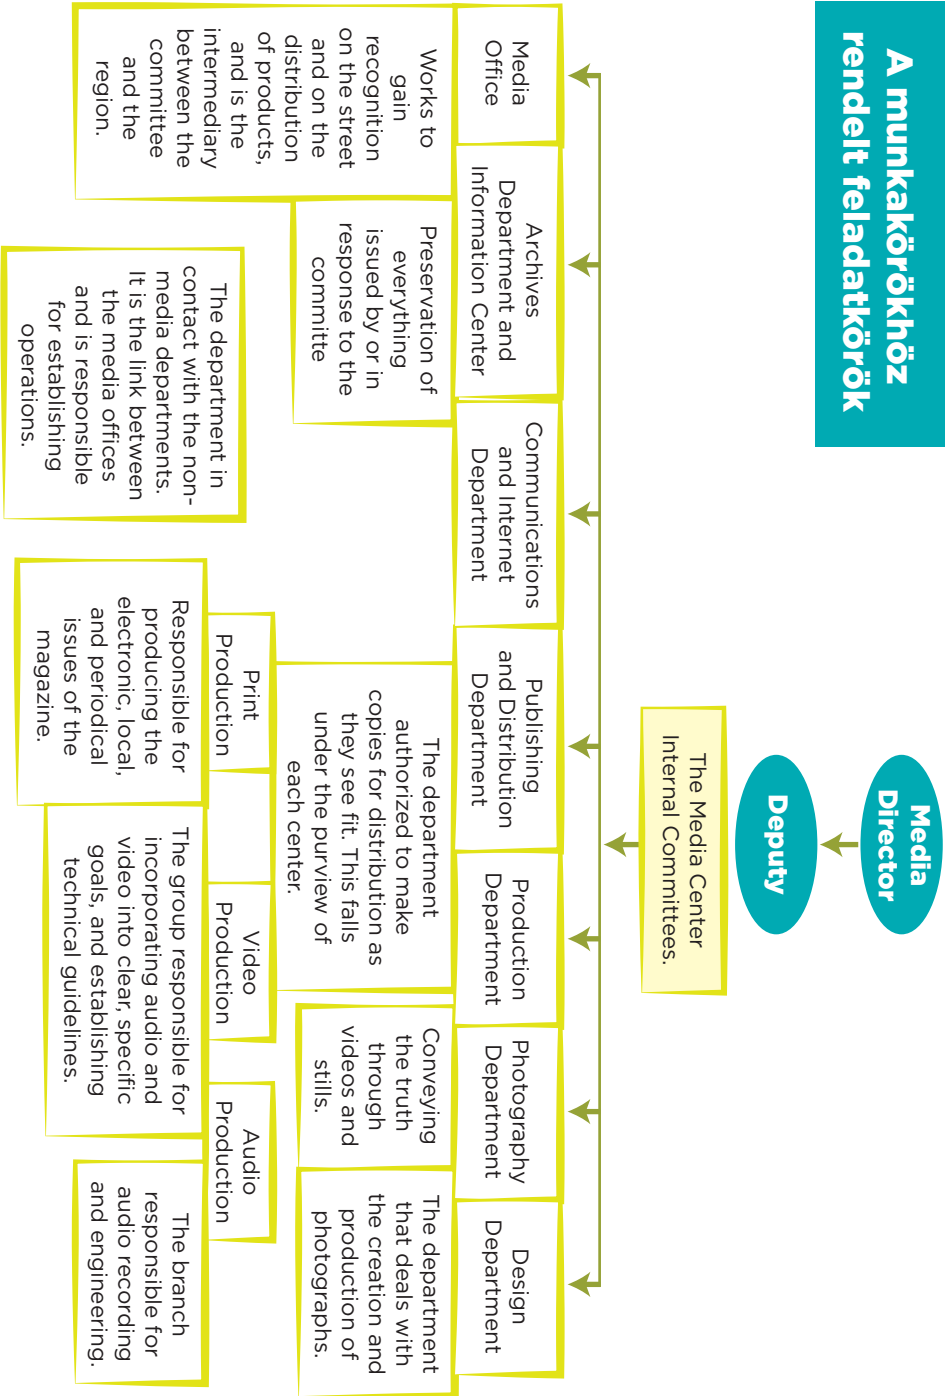 A munkakörökhöz
rendelt feladatkörök
Media
Director
Deputy
The Media Center
Internal Committees.
Media
Office
Archives
Department and
Information Center
Communications
and Internet
Department
Publishing
and Distribution
Department
Production
Department
Photography
Department
Design
Department
Works to
gain
recognition
on the street
and on the
distribution
of products,
and is the
intermediary
between the
committee
and the
region.
Preservation of
everything
issued by or in
response to the
committe
The department in
contact with the non-
media departments.
It is the link between
the media offices
and is responsible
for establishing
operations.
The department
authorized to make
copies for distribution as
they see fit. This falls
under the purview of
each center.
Conveying
the truth
through
videos and
stills.
The department
that deals with
the creation and
production of
photographs.
Print
Production
Video
Production
Audio
Production
Responsible for
producing the
electronic, local,
and periodical
issues of the
magazine.
The group responsible for
incorporating audio and
video into clear, specific
goals, and establishing
technical guidelines.
The branch
responsible for
audio recording
and engineering.